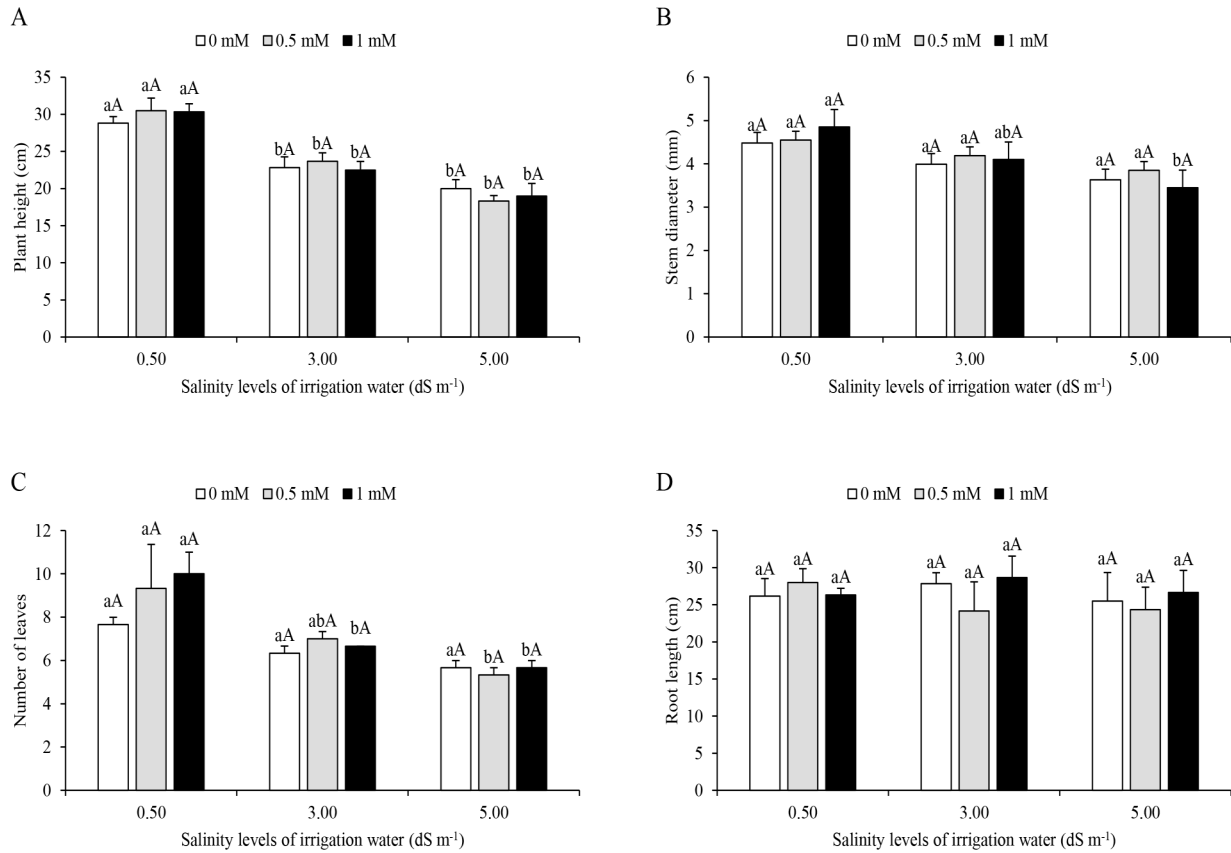 A
0 mM 0.5 mM 1 mM
Plant height (cm)
35
30
25
20
15
10
5
0
aA aA aA
bA bA bA
bA bA bA
0.50 3.00 5.00
Salinity levels of irrigation water (dS m⁻¹)
B
0 mM 0.5 mM 1 mM
Stem diameter (mm)
6
5
4
3
2
1
0
aA aA aA
aA aA abA
aA aA bA
0.50 3.00 5.00
Salinity levels of irrigation water (dS m⁻¹)
C
0 mM 0.5 mM 1 mM
Number of leaves
12
10
8
6
4
2
0
aA aA aA
aA abA bA
aA bA bA
0.50 3.00 5.00
Salinity levels of irrigation water (dS m⁻¹)
D
0 mM 0.5 mM 1 mM
Root length (cm)
35
30
25
20
15
10
5
0
aA aA aA
aA aA aA
aA aA aA
0.50 3.00 5.00
Salinity levels of irrigation water (dS m⁻¹)